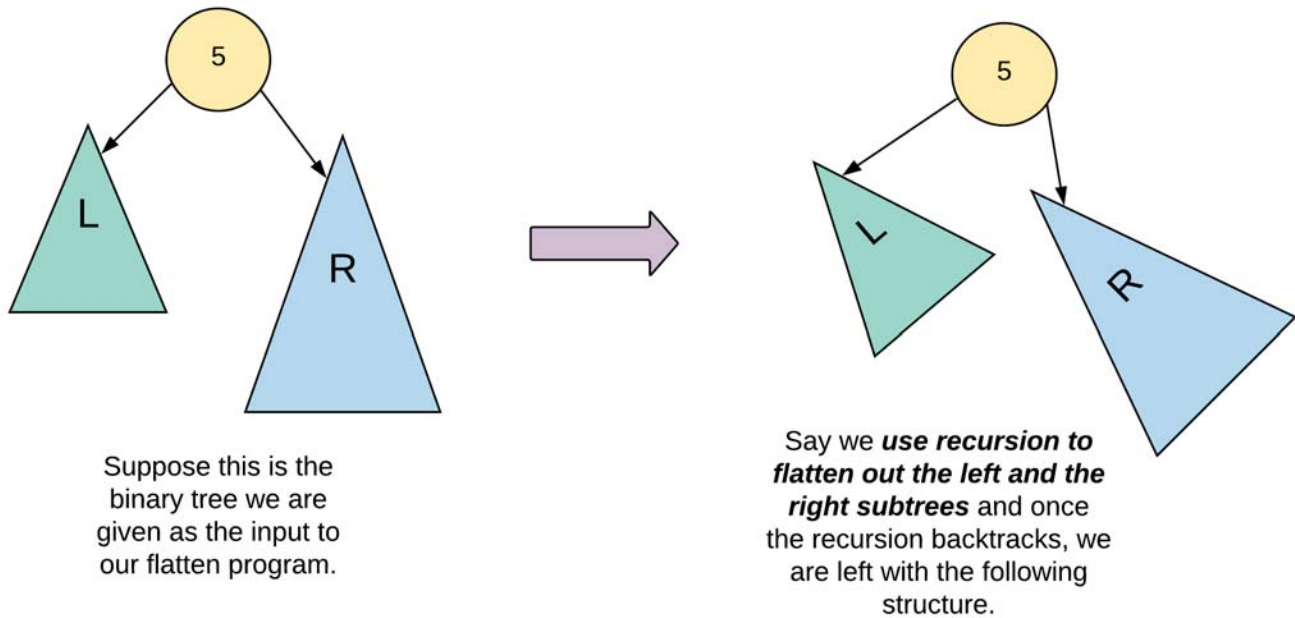 5
L
R
Suppose this is the
binary tree we are
given as the input to
our flatten program.
5
L
R
Say we use recursion to
flatten out the left and the
right subtrees and once
the recursion backtracks, we
are left with the following
structure.